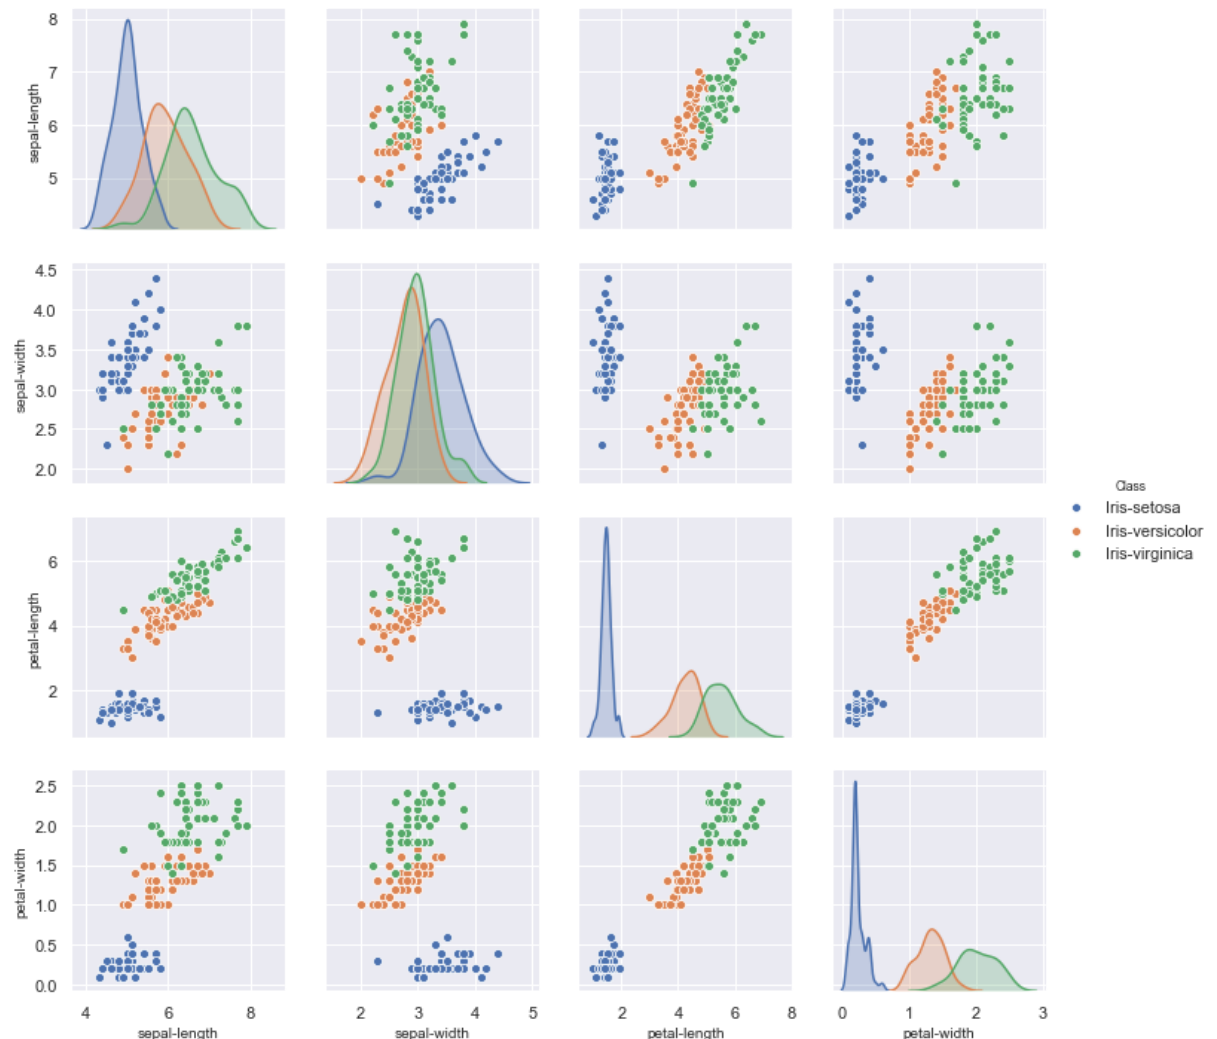 8
7
6
5
sepal-length
4.5
4.0
3.5
3.0
2.5
2.0
sepal-width
Class
Iris-setosa
Iris-versicolor
Iris-virginica
6
4
2
petal-length
2.5
2.0
1.5
1.0
0.5
0.0
petal-width
4 6 8 2 3 4 5 2 4 6 8 0 1 2 3
sepal-length sepal-width petal-length petal-width